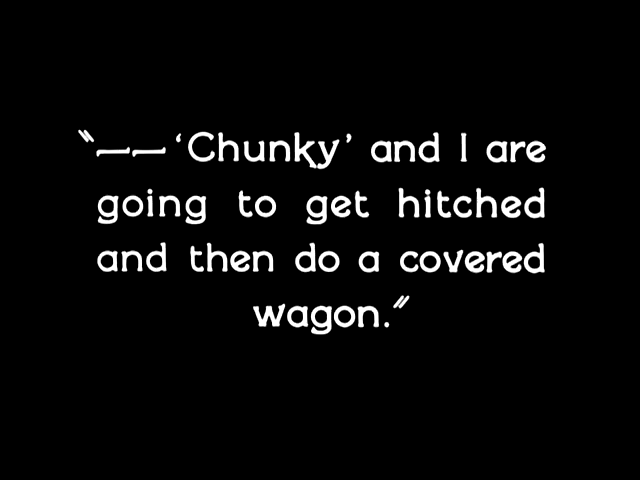 "—— 'Chunky' and I are
going to get hitched
and then do a covered
wagon."